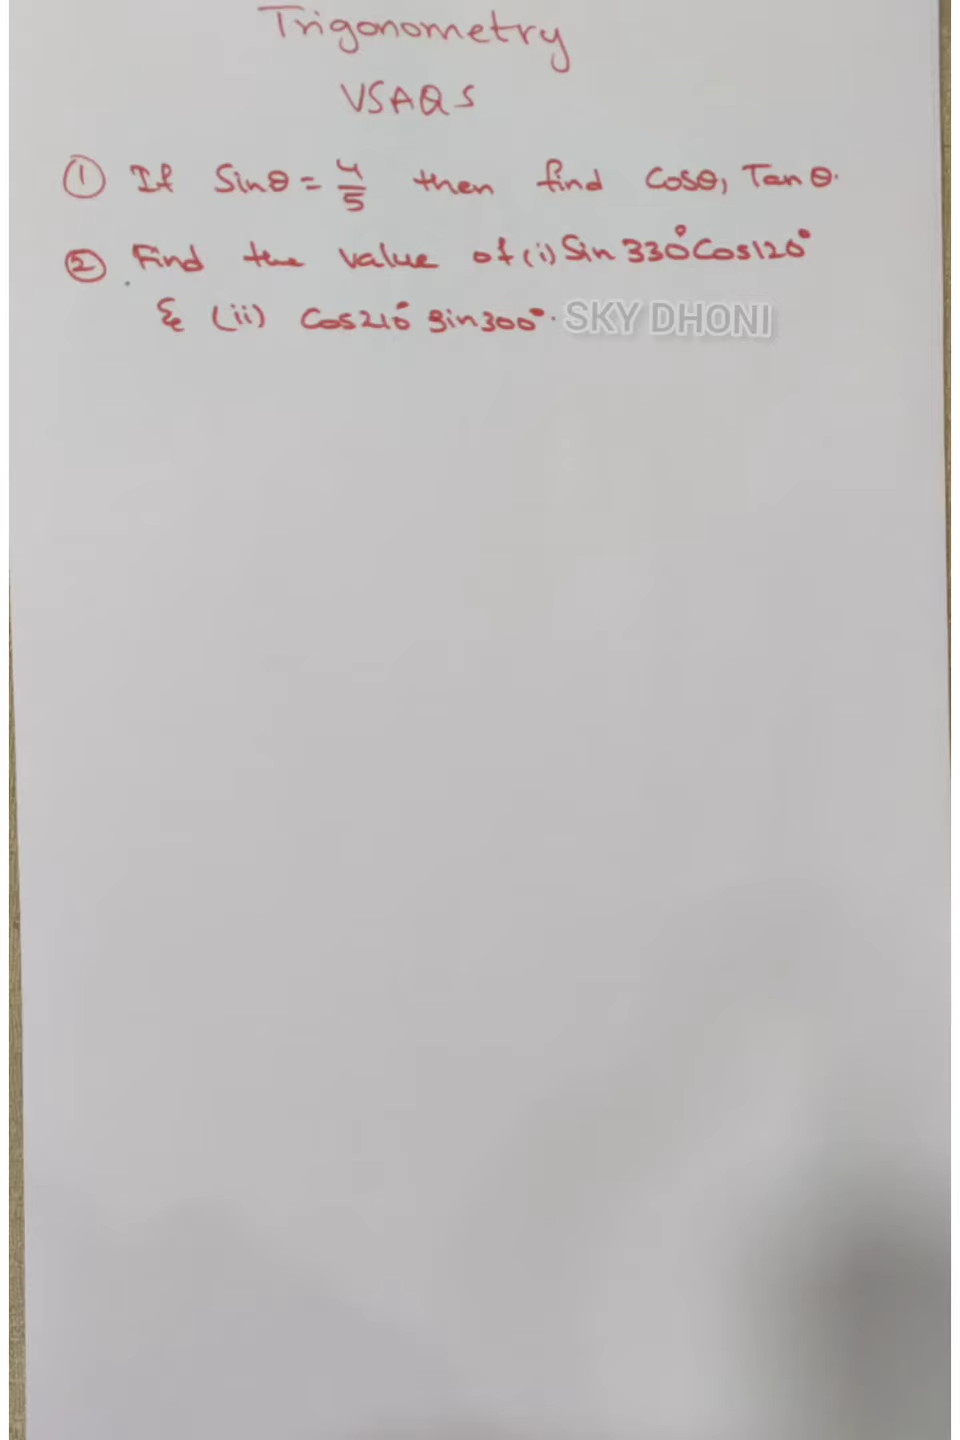 Trigonometry
VSAQS
① If Sinθ = 4/5 then find Cosθ, Tanθ.
② Find the value of (i) Sin 330° Cos120°
& (ii) Cos210° Sin300°. SKY DHONI